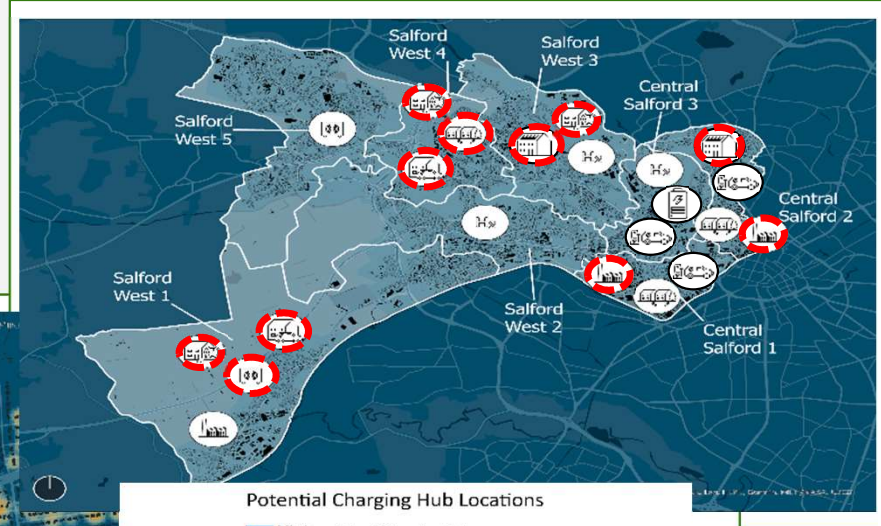 Salford
West 4
Salford
West 3
Central
Salford 3
Salford
West 5
Central
Salford 2
Salford
West 1
Salford
West 2
Central
Salford 1
Potential Charging Hub Locations